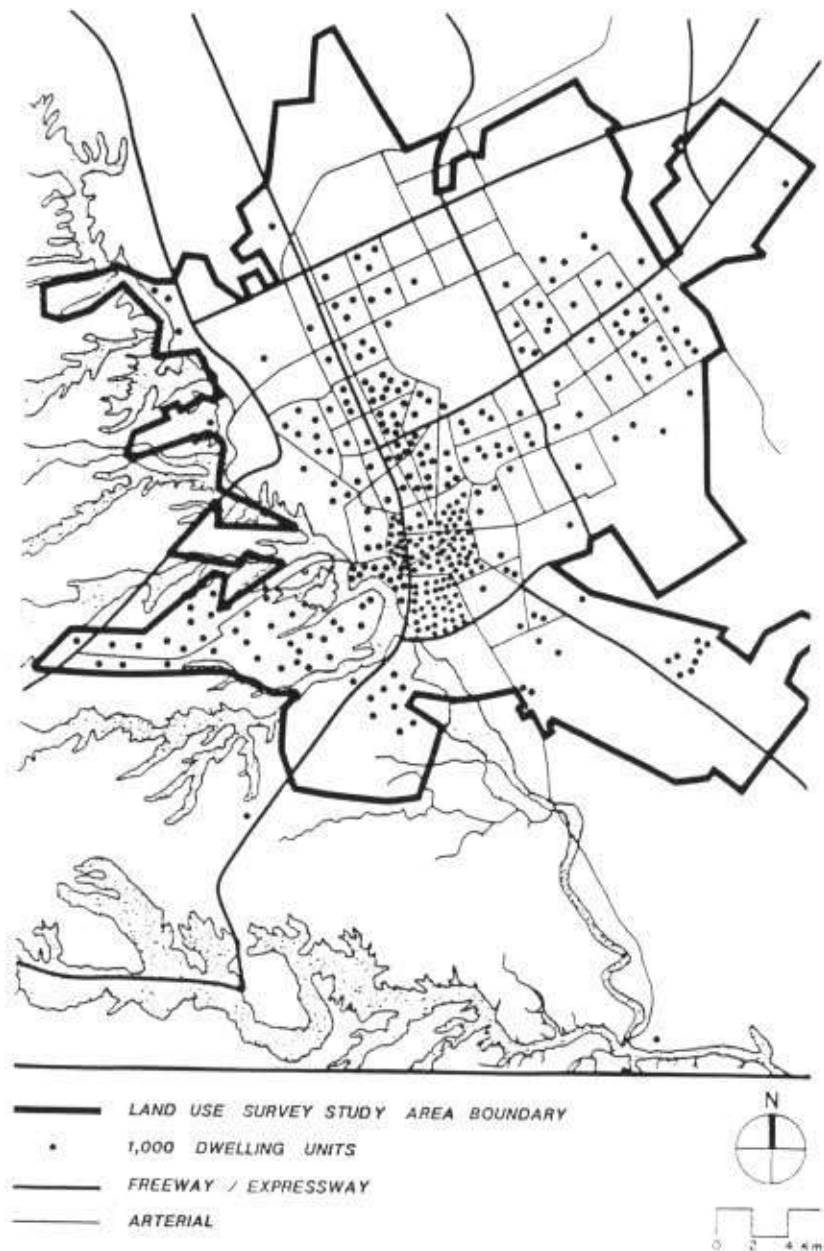 LAND USE SURVEY STUDY AREA BOUNDARY
1,000 DWELLING UNITS
FREEWAY / EXPRESSWAY
ARTERIAL
N
0 2 4 Km